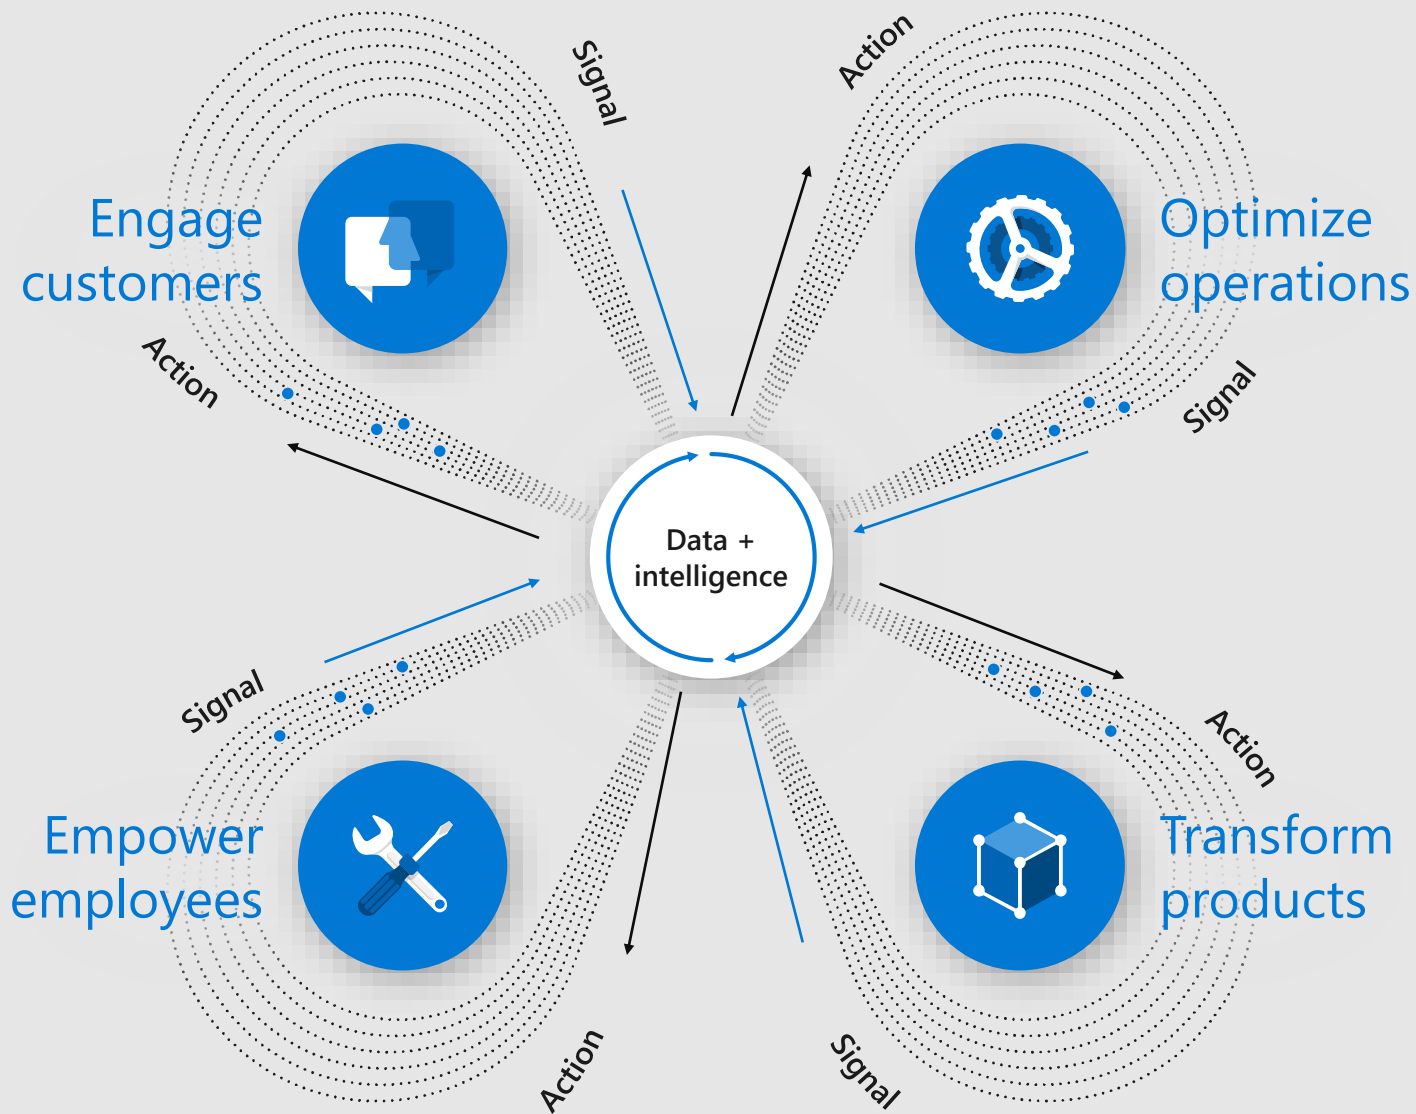 Signal
Action
Engage
customers
Optimize
operations
Action
Signal
Data +
intelligence
Signal
Action
Empower
employees
Transform
products
Action
Signal